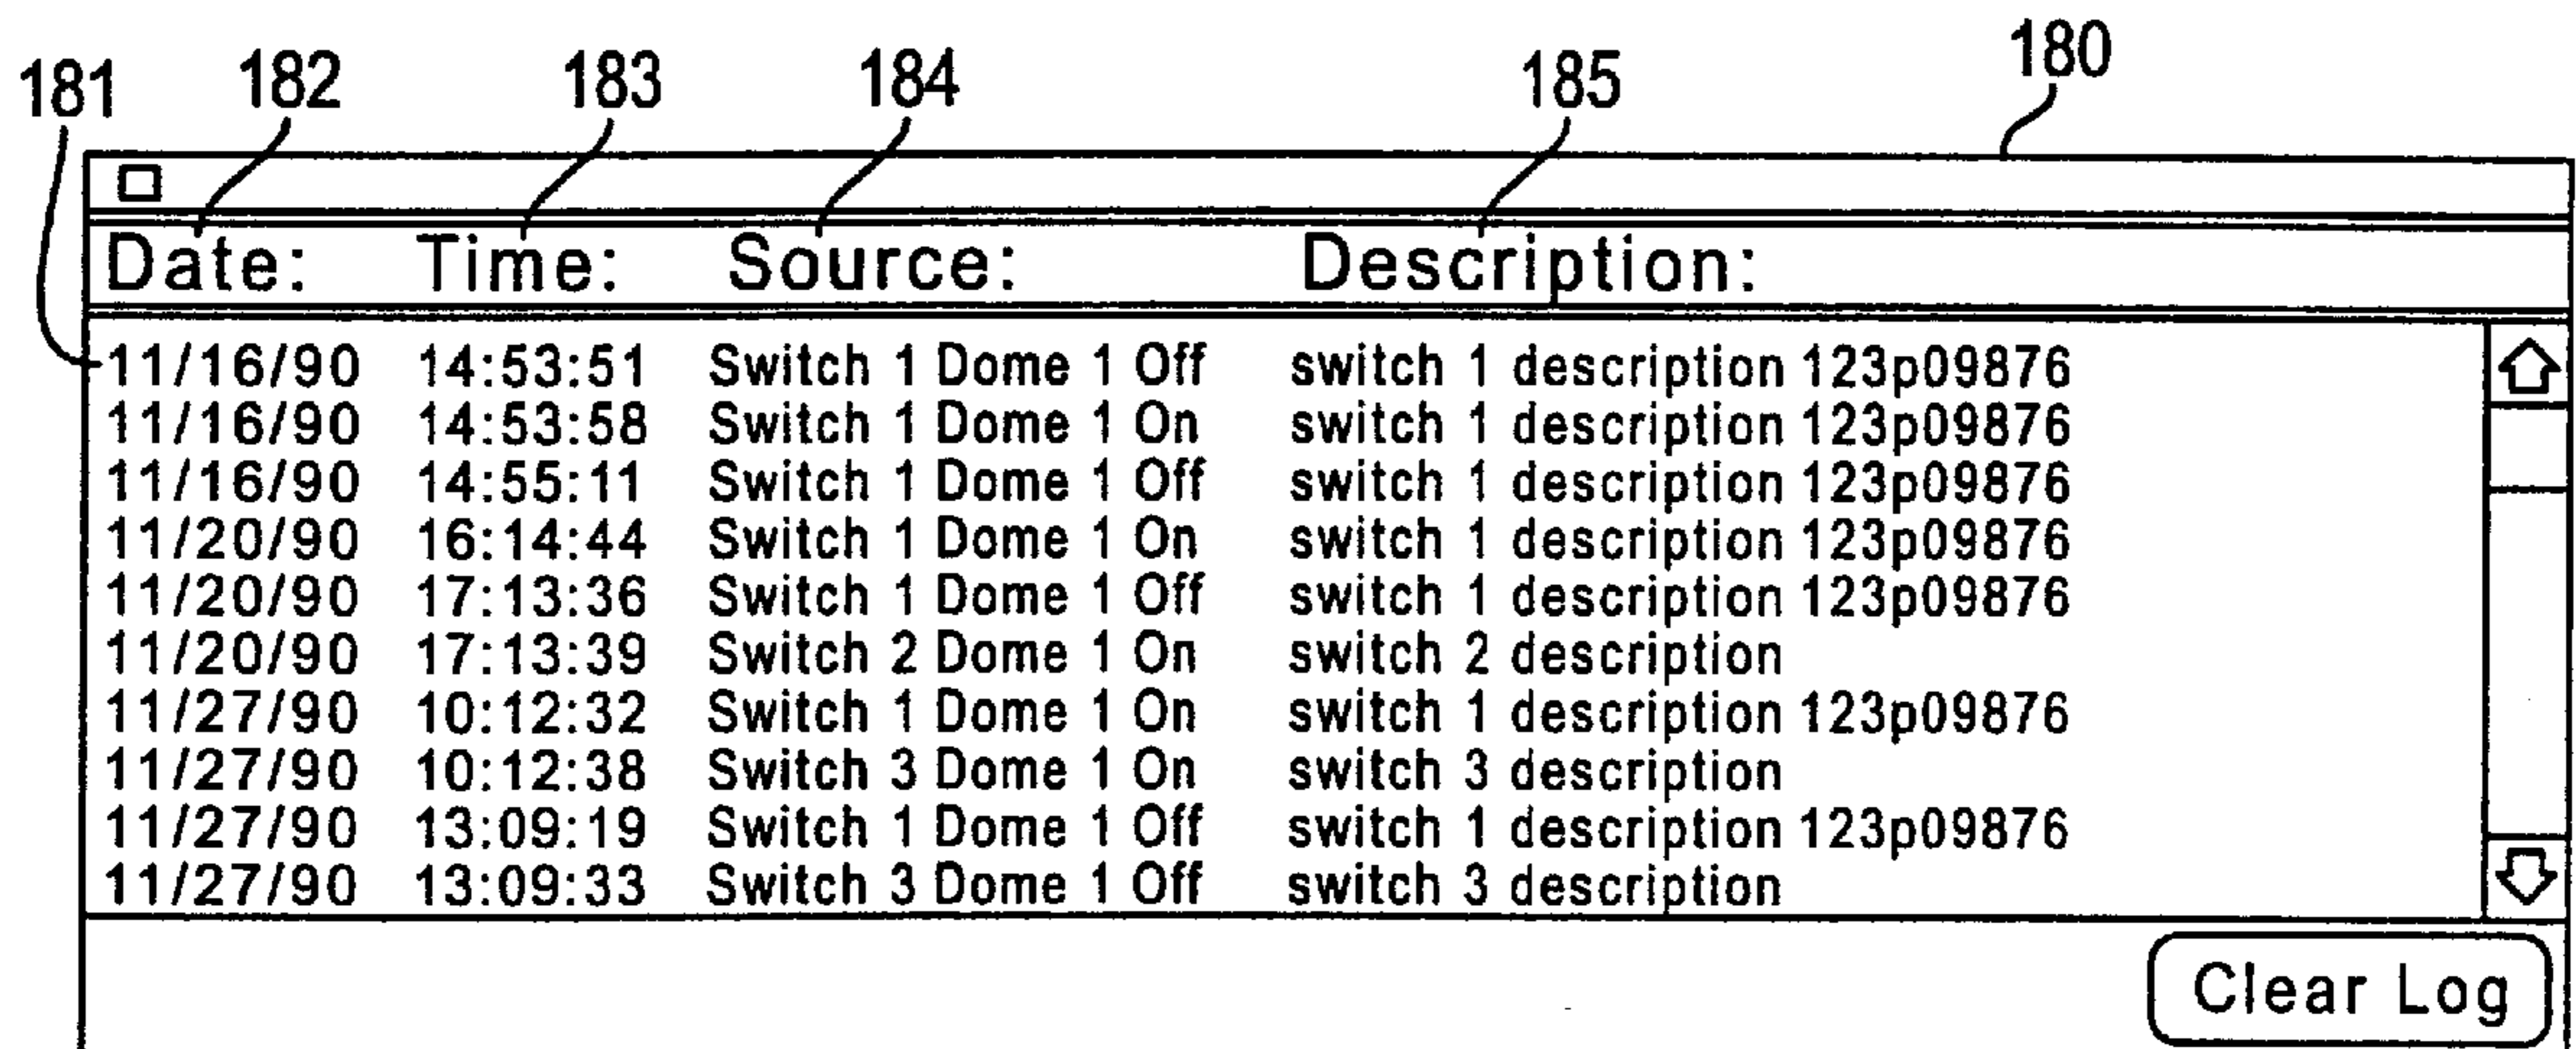 181 182 183 184 185 180
Date: Time: Source: Description:
11/16/90 14:53:51 Switch 1 Dome 1 Off switch 1 description 123p09876
11/16/90 14:53:58 Switch 1 Dome 1 On switch 1 description 123p09876
11/16/90 14:55:11 Switch 1 Dome 1 Off switch 1 description 123p09876
11/20/90 16:14:44 Switch 1 Dome 1 On switch 1 description 123p09876
11/20/90 17:13:36 Switch 1 Dome 1 Off switch 1 description 123p09876
11/20/90 17:13:39 Switch 2 Dome 1 On switch 2 description
11/27/90 10:12:32 Switch 1 Dome 1 On switch 1 description 123p09876
11/27/90 10:12:38 Switch 3 Dome 1 On switch 3 description
11/27/90 13:09:19 Switch 1 Dome 1 Off switch 1 description 123p09876
11/27/90 13:09:33 Switch 3 Dome 1 Off switch 3 description
Clear Log